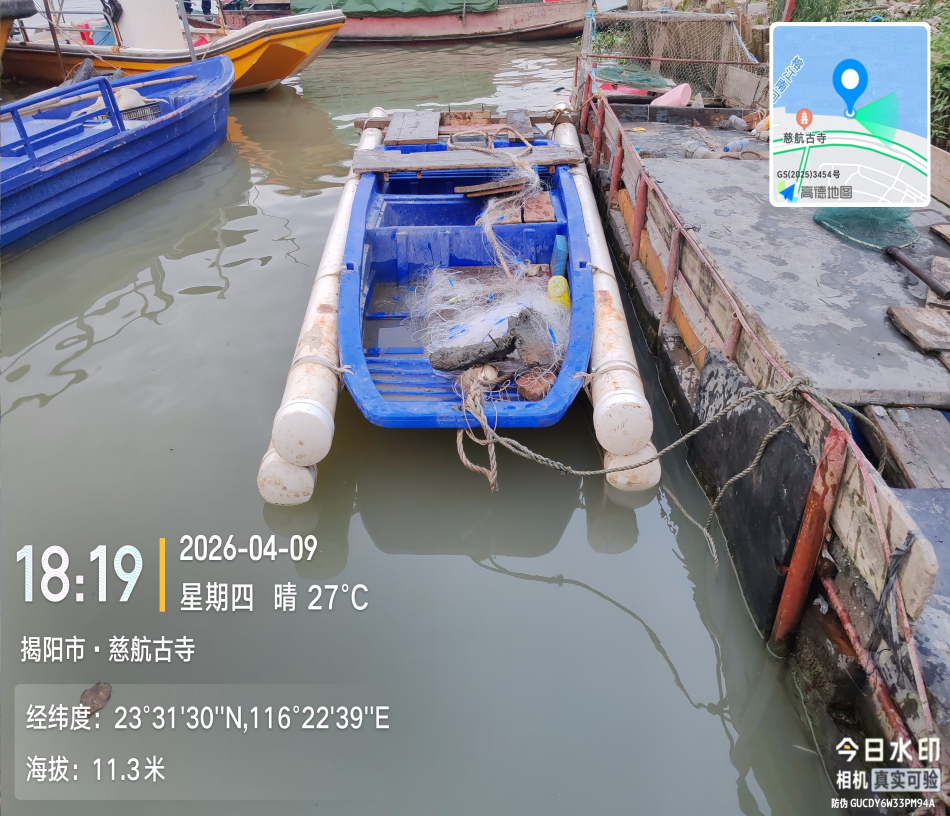 慈航古寺
GS(2025)3454号
高德地图
18:19
2026-04-09
星期四 晴 27°C
揭阳市·慈航古寺
经纬度：23°31'30"N,116°22'39"E
海拔：11.3米
今日水印
相机 真实可验
防伪 GUCDY6W33PM94A